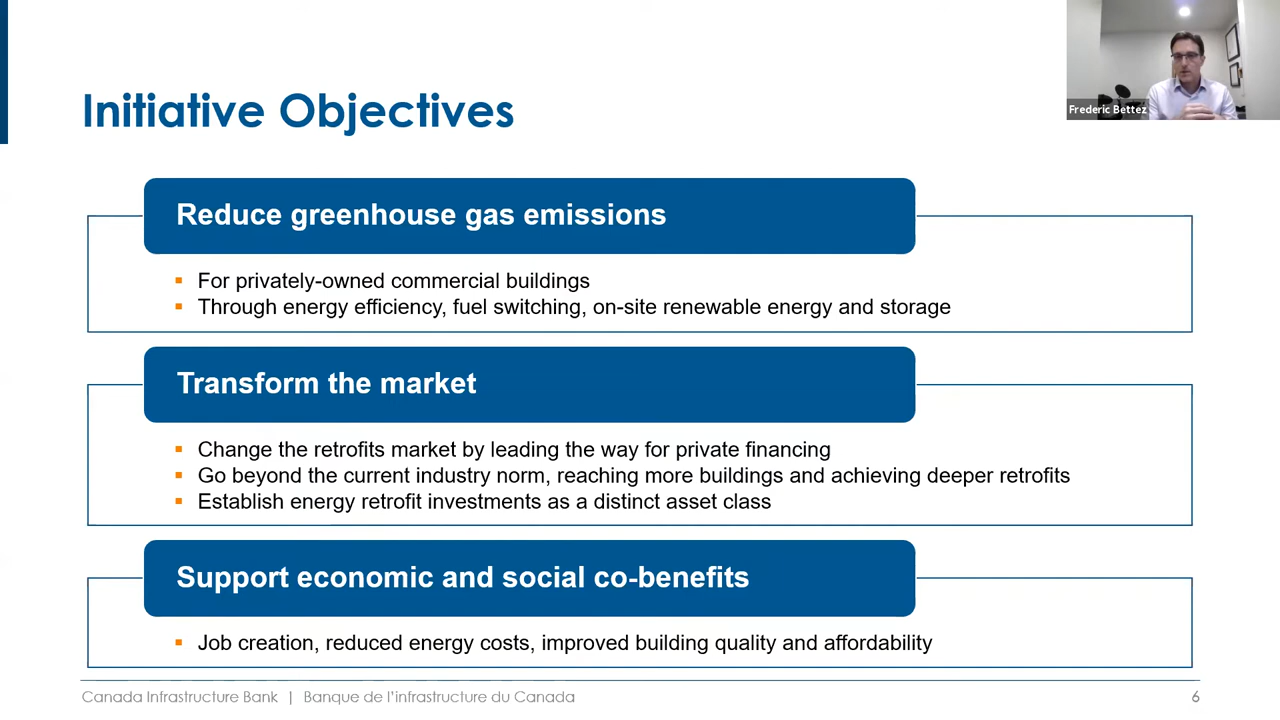 Initiative Objectives
Frederic Bettez
Reduce greenhouse gas emissions
▪ For privately-owned commercial buildings
▪ Through energy efficiency, fuel switching, on-site renewable energy and storage
Transform the market
▪ Change the retrofits market by leading the way for private financing
▪ Go beyond the current industry norm, reaching more buildings and achieving deeper retrofits
▪ Establish energy retrofit investments as a distinct asset class
Support economic and social co-benefits
▪ Job creation, reduced energy costs, improved building quality and affordability
Canada Infrastructure Bank | Banque de l'infrastructure du Canada
6